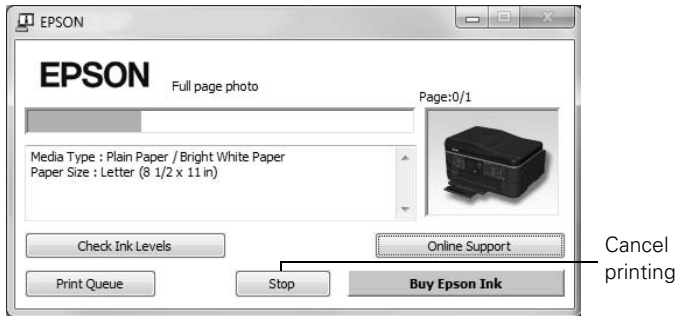 EPSON
EPSON
Full page photo
Page:0/1
Media Type : Plain Paper / Bright White Paper
Paper Size : Letter (8 1/2 x 11 in)
Check Ink Levels
Online Support
Print Queue
Stop
Buy Epson Ink
Cancel
printing